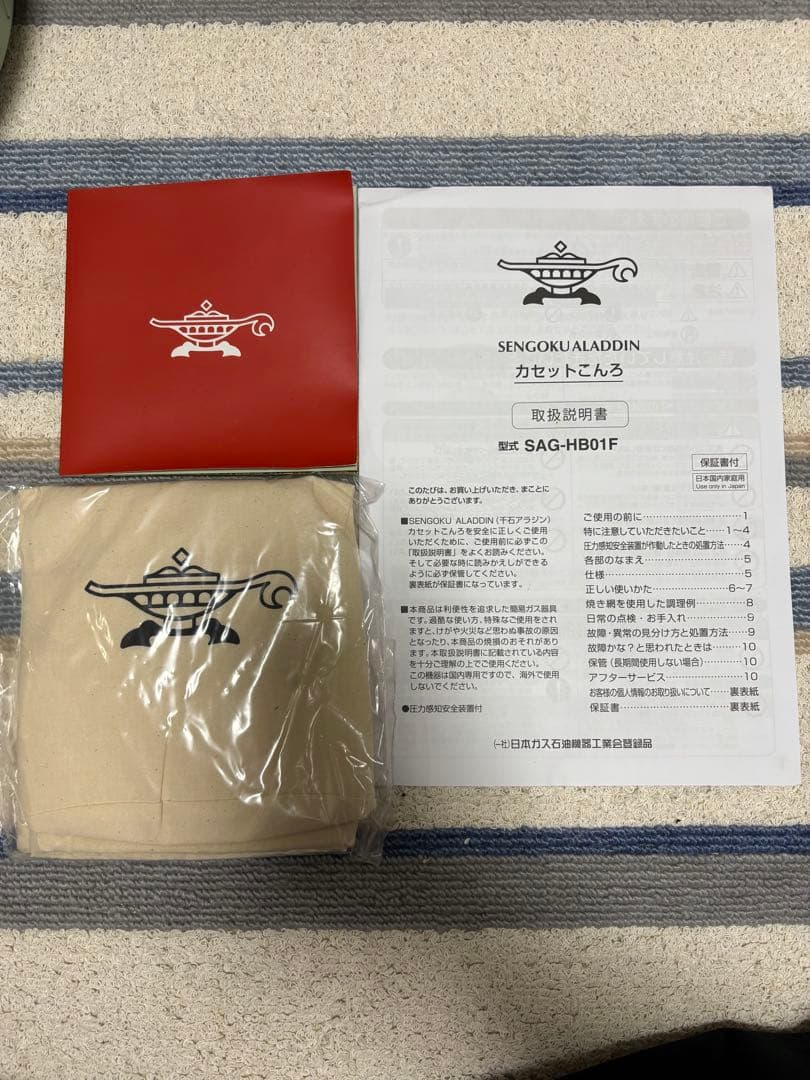 SENGOKU ALADDIN
カセットこんろ
取扱説明書
型式 SAG-HB01F
保証書付
日本国内家庭用
Use only in Japan
このたびは、お買い上げいただき、まことに
ありがとうございます。
■SENGOKU ALADDIN(千石アラジン)
カセットこんろを安全に正しくご使用
いただくために、ご使用前に必ずこの
「取扱説明書」をよくお読みください。
そして必要な時に読みかえしができる
ように必ず保管してください。
裏表紙が保証書になっています。
■本商品は利便性を追求した簡易ガス器具
です。過酷な使い方、特殊なご使用をされ
ますと、けがや火災など思わぬ事故の原因
となったり、本商品の焼損のおそれがあり
ます。本取扱説明書に記載されている内容
を十分ご理解の上でご使用ください。
この機器は国内専用ですので、海外で使用
しないでください。
●圧力感知安全装置付
ご使用の前に……………………1
特に注意していただきたいこと……1~4
圧力感知安全装置が作動したときの処置方法……4
各部のなまえ……………………5
仕様……………………5
正しい使いかた……………………6~7
焼き網を使用した調理例……………8
日常の点検・お手入れ……………9
故障・異常の見分け方と処置方法……9
故障かな?と思われたときは……10
保管(長期間使用しない場合)………10
アフターサービス……………………10
お客様の個人情報のお取り扱いについて……裏表紙
保証書……………………裏表紙
(一社)日本ガス石油機器工業会登録品